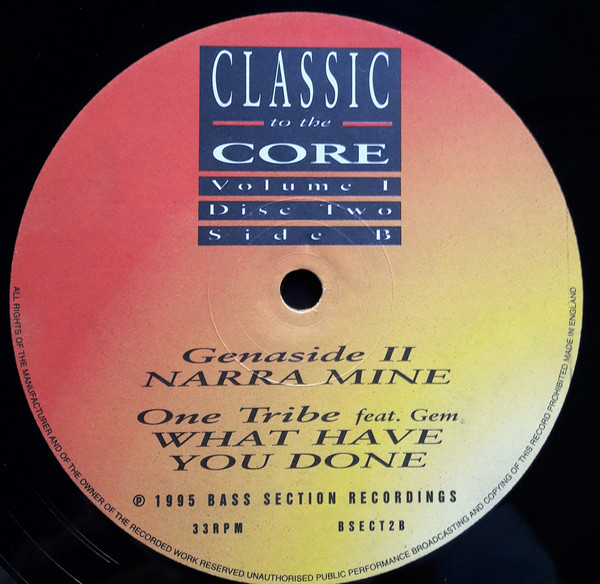 CLASSIC
to the
CORE
Volume I
Disc Two
Side B
Genaside II
NARRA MINE
One Tribe feat. Gem
WHAT HAVE
YOU DONE
℗ 1995 BASS SECTION RECORDINGS
33RPM BSECT2B
ALL RIGHTS OF THE MANUFACTURER AND OF THE OWNER OF THE RECORDED WORK RESERVED UNAUTHORISED PUBLIC PERFORMANCE BROADCASTING AND COPYING OF THIS RECORD PROHIBITED MADE IN ENGLAND